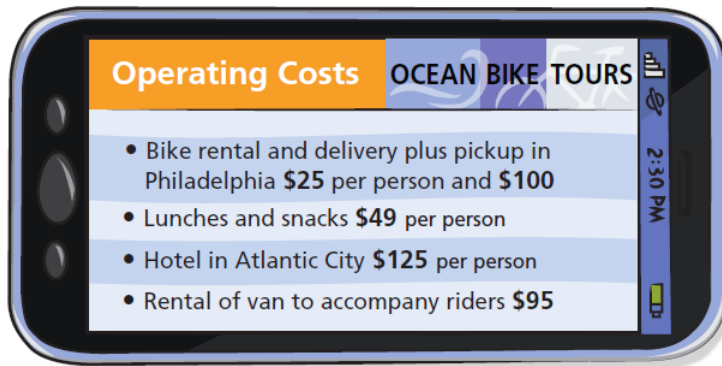 Operating Costs OCEAN BIKE TOURS
• Bike rental and delivery plus pickup in
Philadelphia $25 per person and $100
• Lunches and snacks $49 per person
• Hotel in Atlantic City $125 per person
• Rental of van to accompany riders $95
2:30 PM